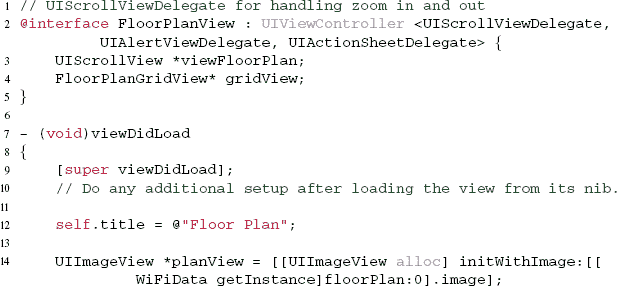 1 // UIScrollViewDelegate for handling zoom in and out
2 @interface FloorPlanView : UIViewController <UIScrollViewDelegate,
UIAlertViewDelegate, UIActionSheetDelegate> {
3 UIScrollView *viewFloorPlan;
4 FloorPlanGridView* gridView;
5 }
6
7 - (void)viewDidLoad
8 {
9 [super viewDidLoad];
10 // Do any additional setup after loading the view from its nib.
11
12 self.title = @"Floor Plan";
13
14 UIImageView *planView = [[UIImageView alloc] initWithImage:[[
WiFiData getInstance]floorPlan:0].image];